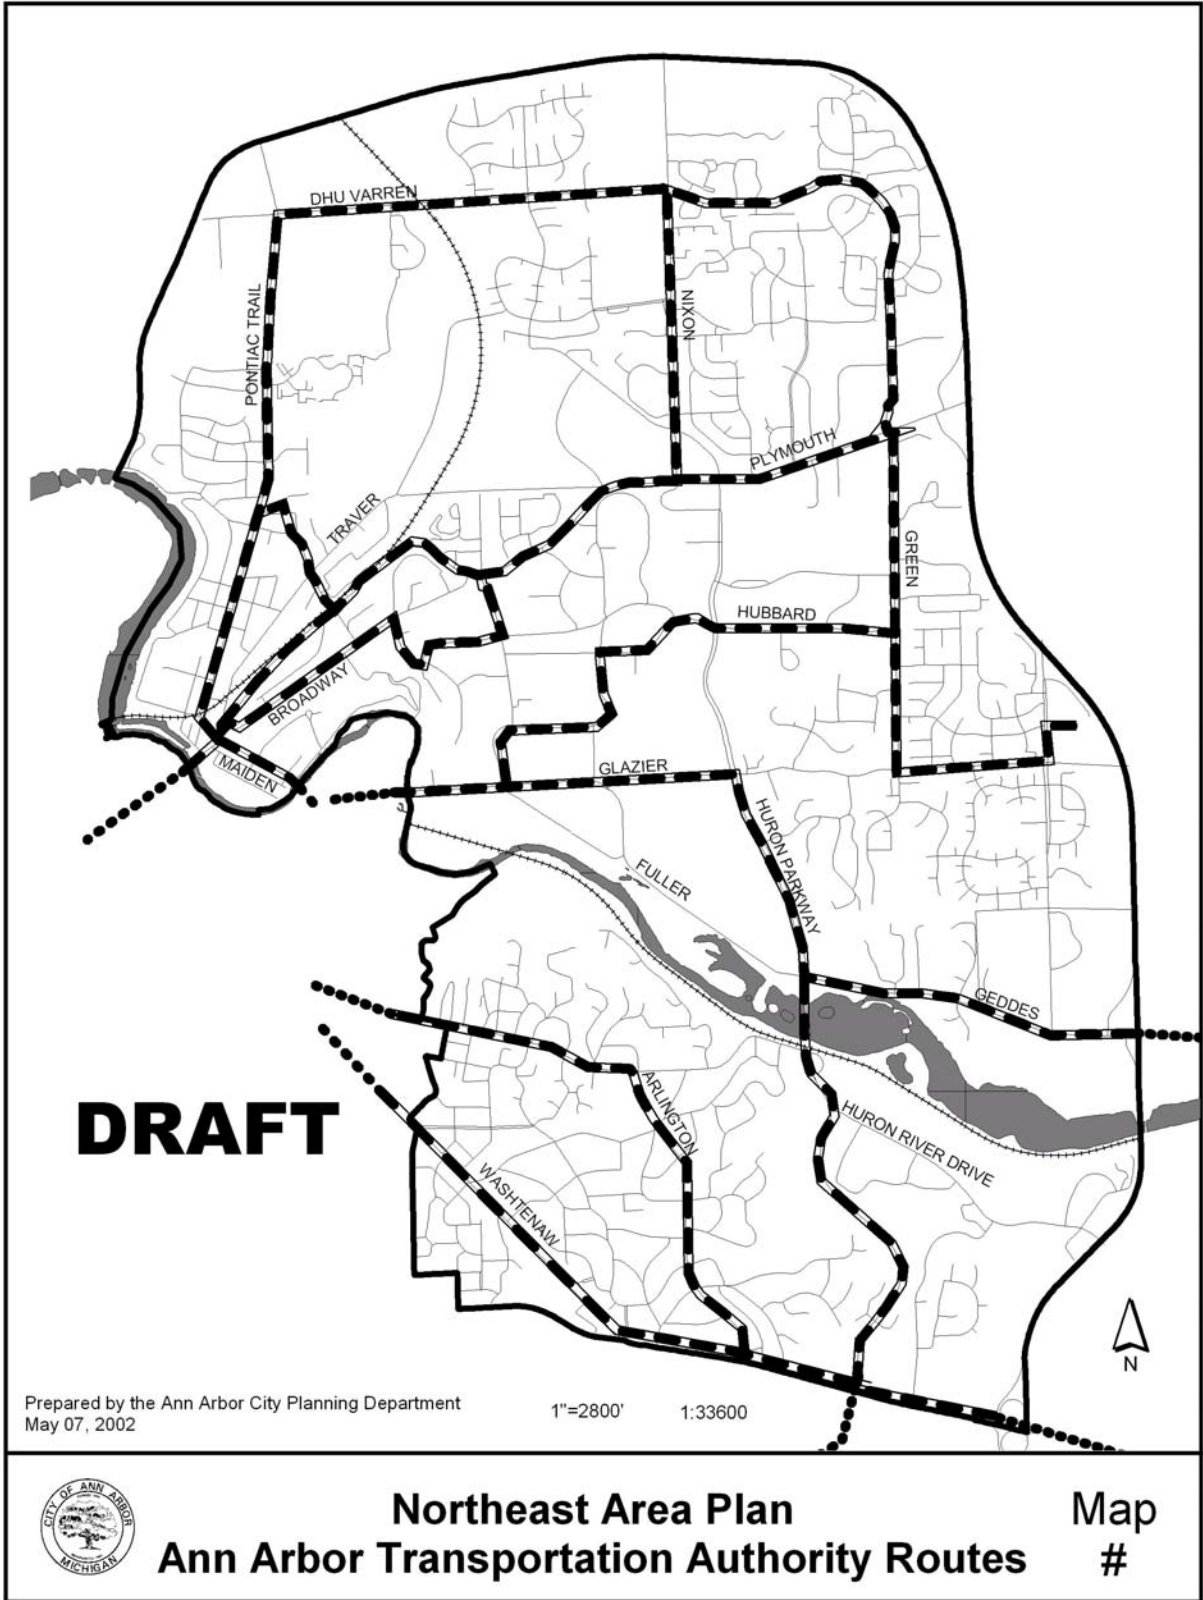 DHU VARREN
NIXON
PONTIAC TRAIL
PLYMOUTH
TRAVER
GREEN
HUBBARD
BROADWAY
MAIDEN
GLAZIER
HURON PARKWAY
FULLER
GEDDES
ARLINGTON
HURON RIVER DRIVE
WASHTENAW
DRAFT
N
Prepared by the Ann Arbor City Planning Department
May 07, 2002
1"=2800' 1:33600
CITY OF ANN ARBOR
MICHIGAN
Northeast Area Plan
Ann Arbor Transportation Authority Routes
Map
#